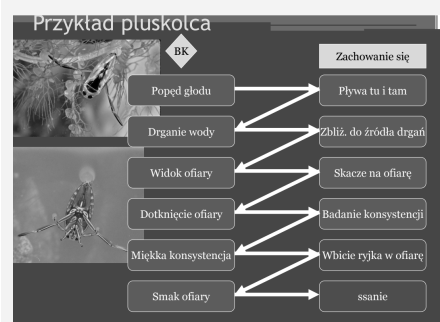 Przykład pluskolca
BK
Zachowanie się
Popęd głodu
Pływa tu i tam
Drganie wody
Zbliż. do źródła drgań
Widok ofiary
Skacze na ofiarę
Dotknięcie ofiary
Badanie konsystencji
Miękka konsystencja
Wbicie ryjka w ofiarę
Smak ofiary
ssanie